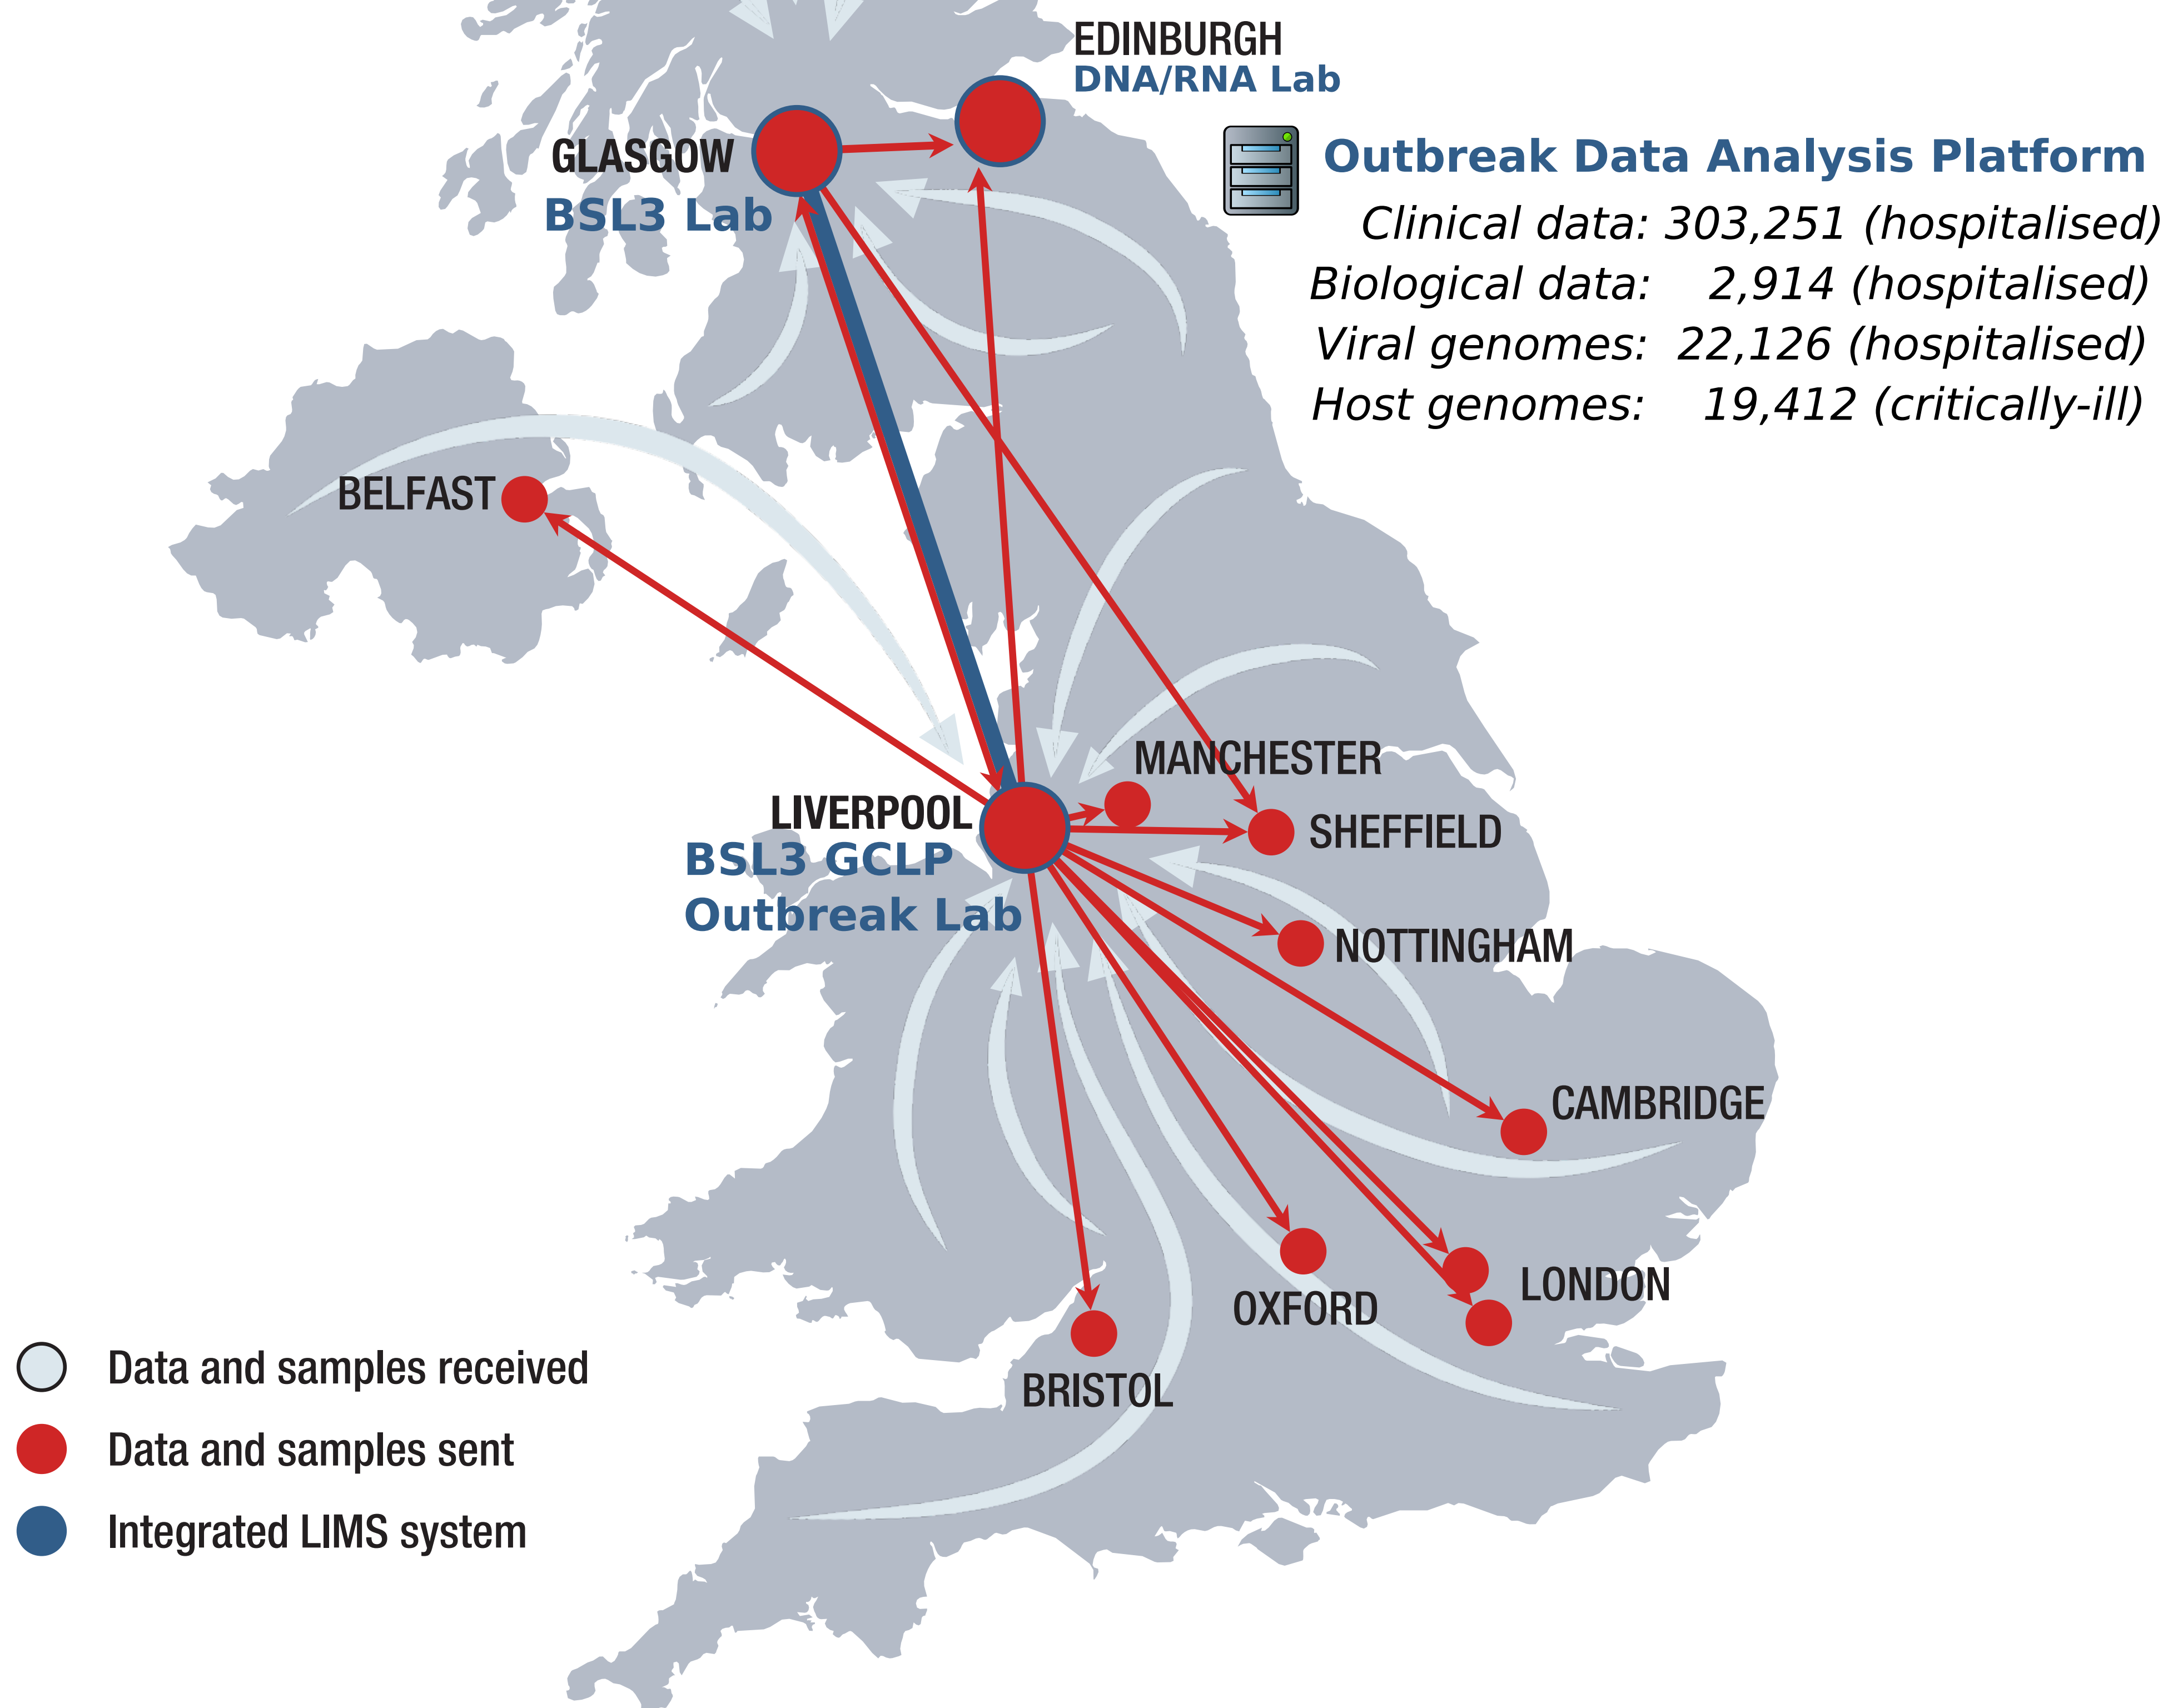 EDINBURGH
DNA/RNA Lab
GLASGOW
BSL3 Lab
Outbreak Data Analysis Platform
Clinical data: 303,251 (hospitalised)
Biological data: 2,914 (hospitalised)
Viral genomes: 22,126 (hospitalised)
Host genomes: 19,412 (critically-ill)
BELFAST
MANCHESTER
LIVERPOOL
BSL3 GCLP
Outbreak Lab
SHEFFIELD
NOTTINGHAM
CAMBRIDGE
LONDON
OXFORD
BRISTOL
Data and samples received
Data and samples sent
Integrated LIMS system